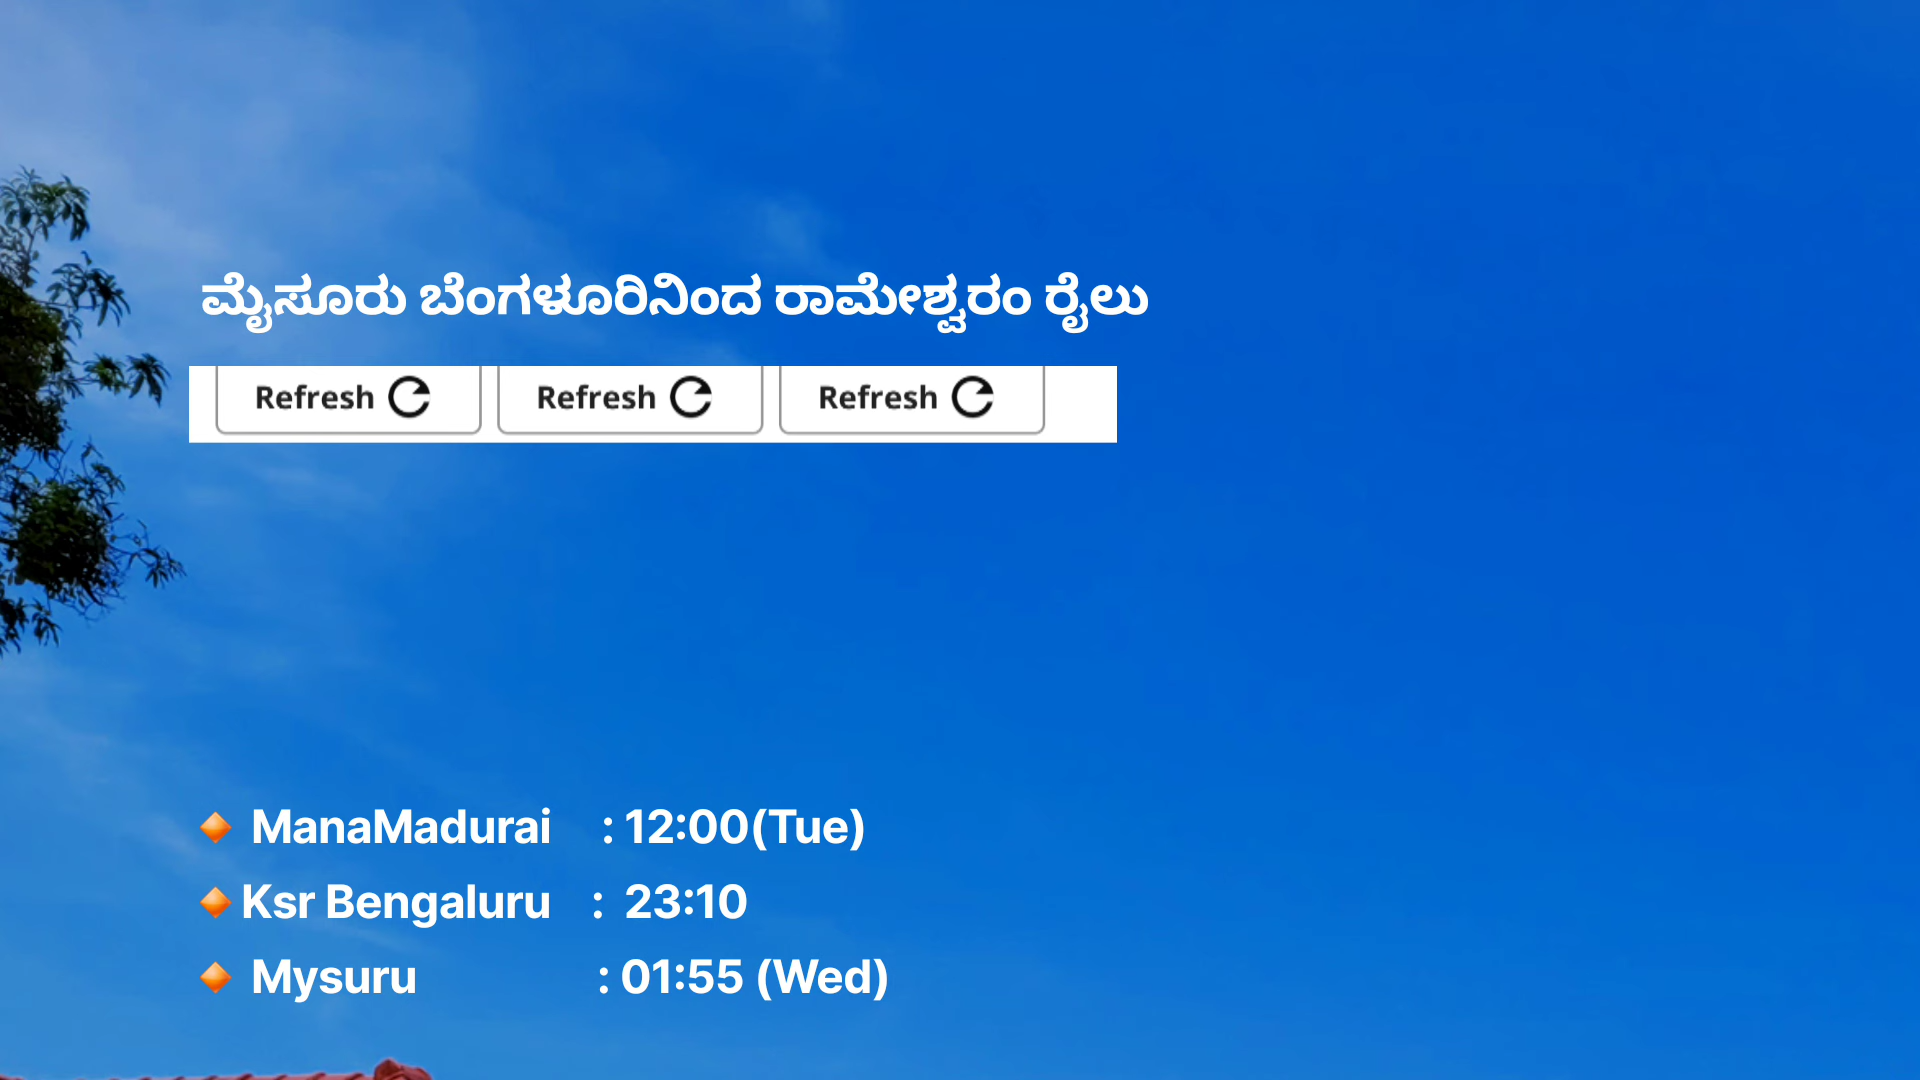 ಮೈಸೂರು ಬೆಂಗಳೂರಿನಿಂದ ರಾಮೇಶ್ವರಂ ರೈಲು
Refresh Refresh Refresh
🔸 ManaMadurai : 12:00(Tue)
🔸Ksr Bengaluru : 23:10
🔸 Mysuru : 01:55 (Wed)